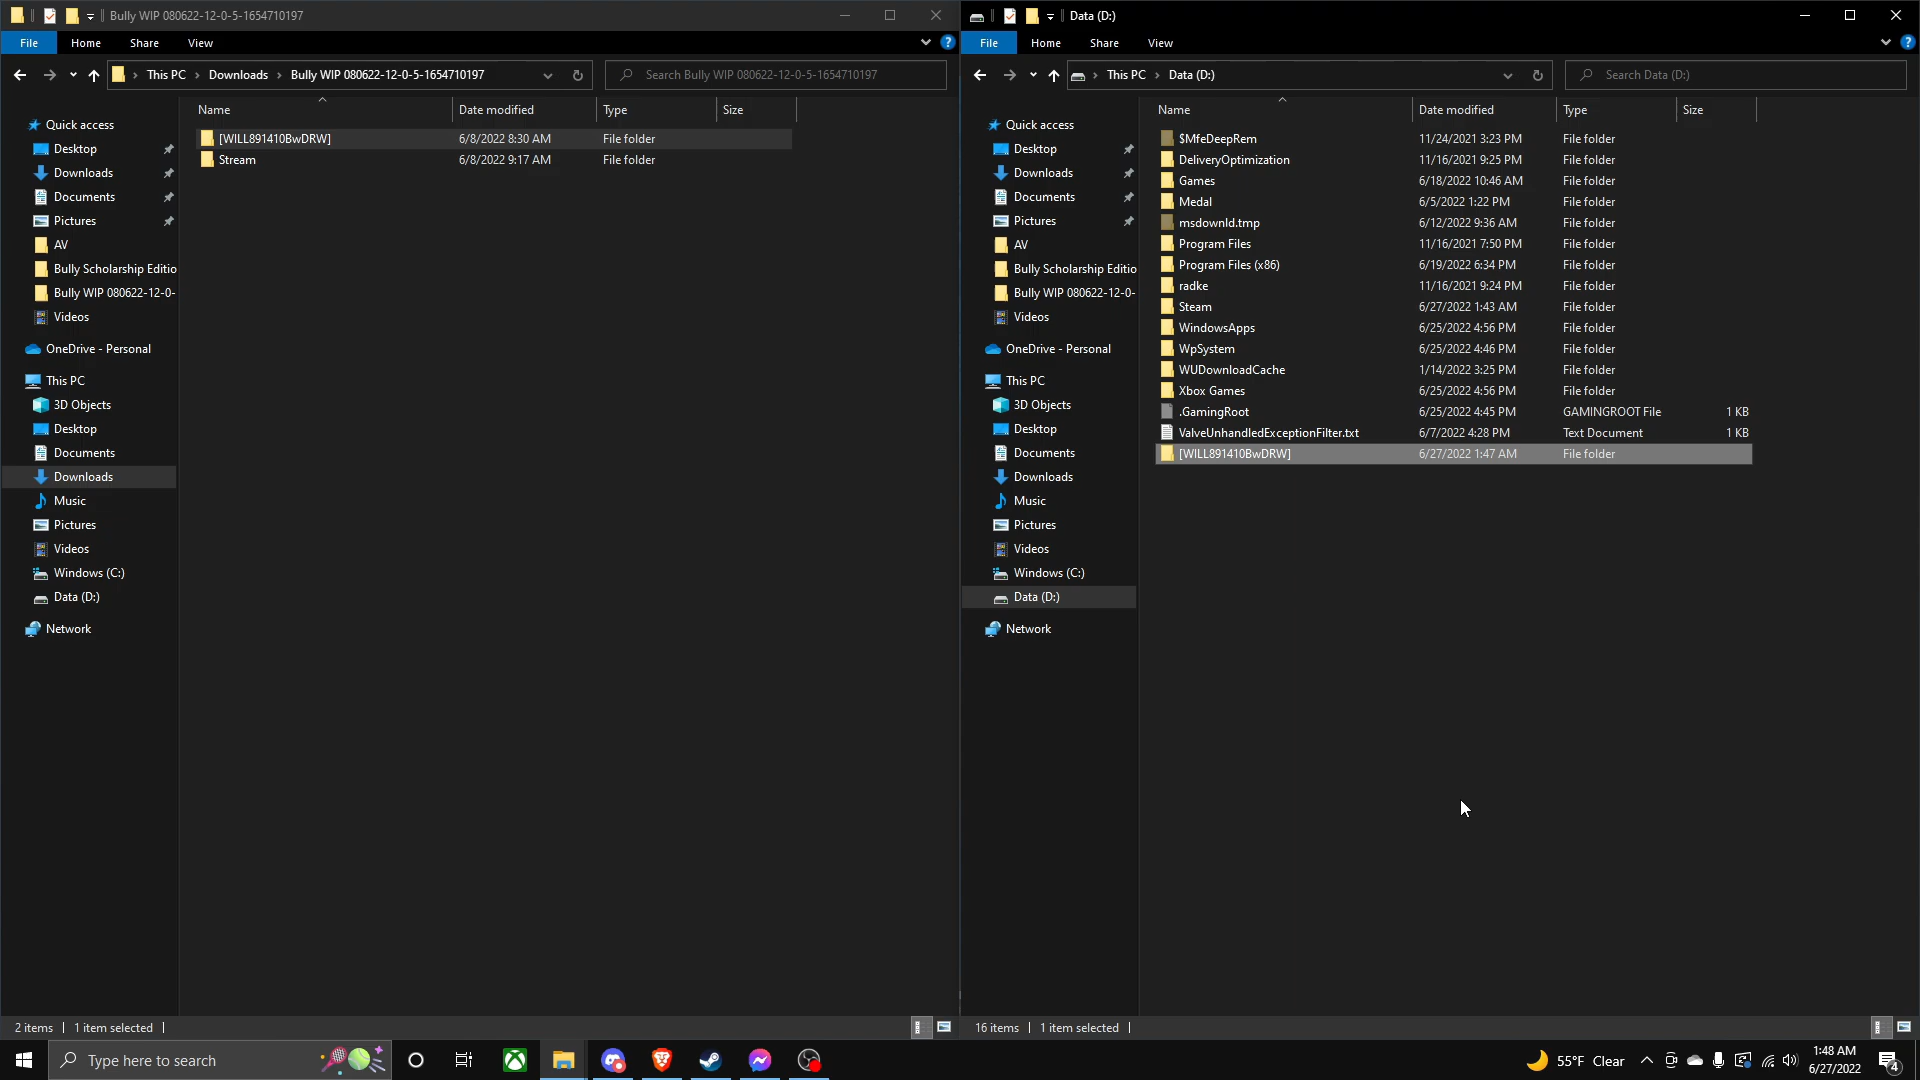 Bully WIP 080622-12-0-5-1654710197
File Home Share View
This PC Downloads Bully WIP 080622-12-0-5-1654710197
Search Bully WIP 080622-12-0-5-1654710197
Name Date modified Type Size
Quick access
Desktop
Downloads
Documents
Pictures
AV
Bully Scholarship Editio
Bully WIP 080622-12-0-
Videos
OneDrive - Personal
This PC
3D Objects
Desktop
Documents
Downloads
Music
Pictures
Videos
Windows (C:)
Data (D:)
Network
[WILL891410BwDRW] 6/8/2022 8:30 AM File folder
Stream 6/8/2022 9:17 AM File folder
2 items 1 item selected
Data (D:)
File Home Share View
This PC Data (D:)
Search Data (D:)
Name Date modified Type Size
Quick access
Desktop
Downloads
Documents
Pictures
AV
Bully Scholarship Editio
Bully WIP 080622-12-0-
Videos
OneDrive - Personal
This PC
3D Objects
Desktop
Documents
Downloads
Music
Pictures
Videos
Windows (C:)
Data (D:)
Network
$MfeDeepRem 11/24/2021 3:23 PM File folder
DeliveryOptimization 11/16/2021 9:25 PM File folder
Games 6/18/2022 10:46 AM File folder
Medal 6/5/2022 1:22 PM File folder
msdownld.tmp 6/12/2022 9:36 AM File folder
Program Files 11/16/2021 7:50 PM File folder
Program Files (x86) 6/19/2022 6:34 PM File folder
radke 11/16/2021 9:24 PM File folder
Steam 6/27/2022 1:43 AM File folder
WindowsApps 6/25/2022 4:56 PM File folder
WpSystem 6/25/2022 4:46 PM File folder
WUDownloadCache 1/14/2022 3:25 PM File folder
Xbox Games 6/25/2022 4:56 PM File folder
.GamingRoot 6/25/2022 4:45 PM GAMINGROOT File 1 KB
ValveUnhandledExceptionFilter.txt 6/7/2022 4:28 PM Text Document 1 KB
[WILL891410BwDRW] 6/27/2022 1:47 AM File folder
16 items 1 item selected
Type here to search
55°F Clear
1:48 AM
6/27/2022
4